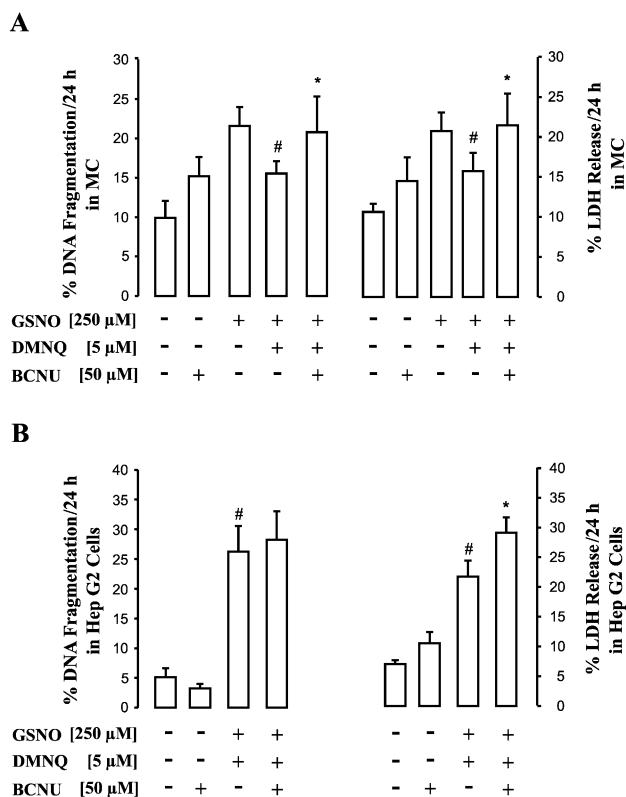 A
% DNA Fragmentation/24 h
in MC
30
25
20
15
10
5
0
#
*
#
*
30
25
20
15
10
5
0
% LDH Release/24 h
in MC
GSNO [250 µM] - - + + + - - + + +
DMNQ [5 µM] - - - + + - - - + +
BCNU [50 µM] - + - - + - + - - +
B
% DNA Fragmentation/24 h
in Hep G2 Cells
40
35
30
25
20
15
10
5
0
#
#
*
40
35
30
25
20
15
10
5
0
% LDH Release/24 h
in Hep G2 Cells
GSNO [250 µM] - - + + - - + +
DMNQ [5 µM] - - + + - - + +
BCNU [50 µM] - + - + - + - +